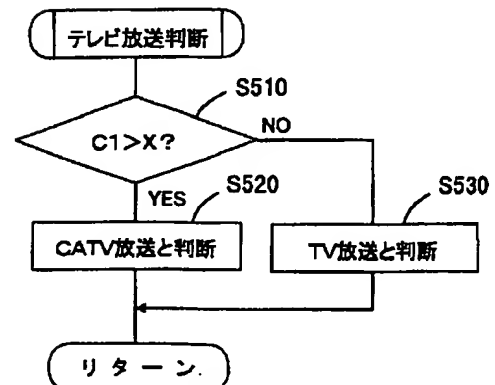 テレビ放送判断
S510
C1>X?
NO
YES
S520
S530
CATV放送と判断
TV放送と判断
リターン.